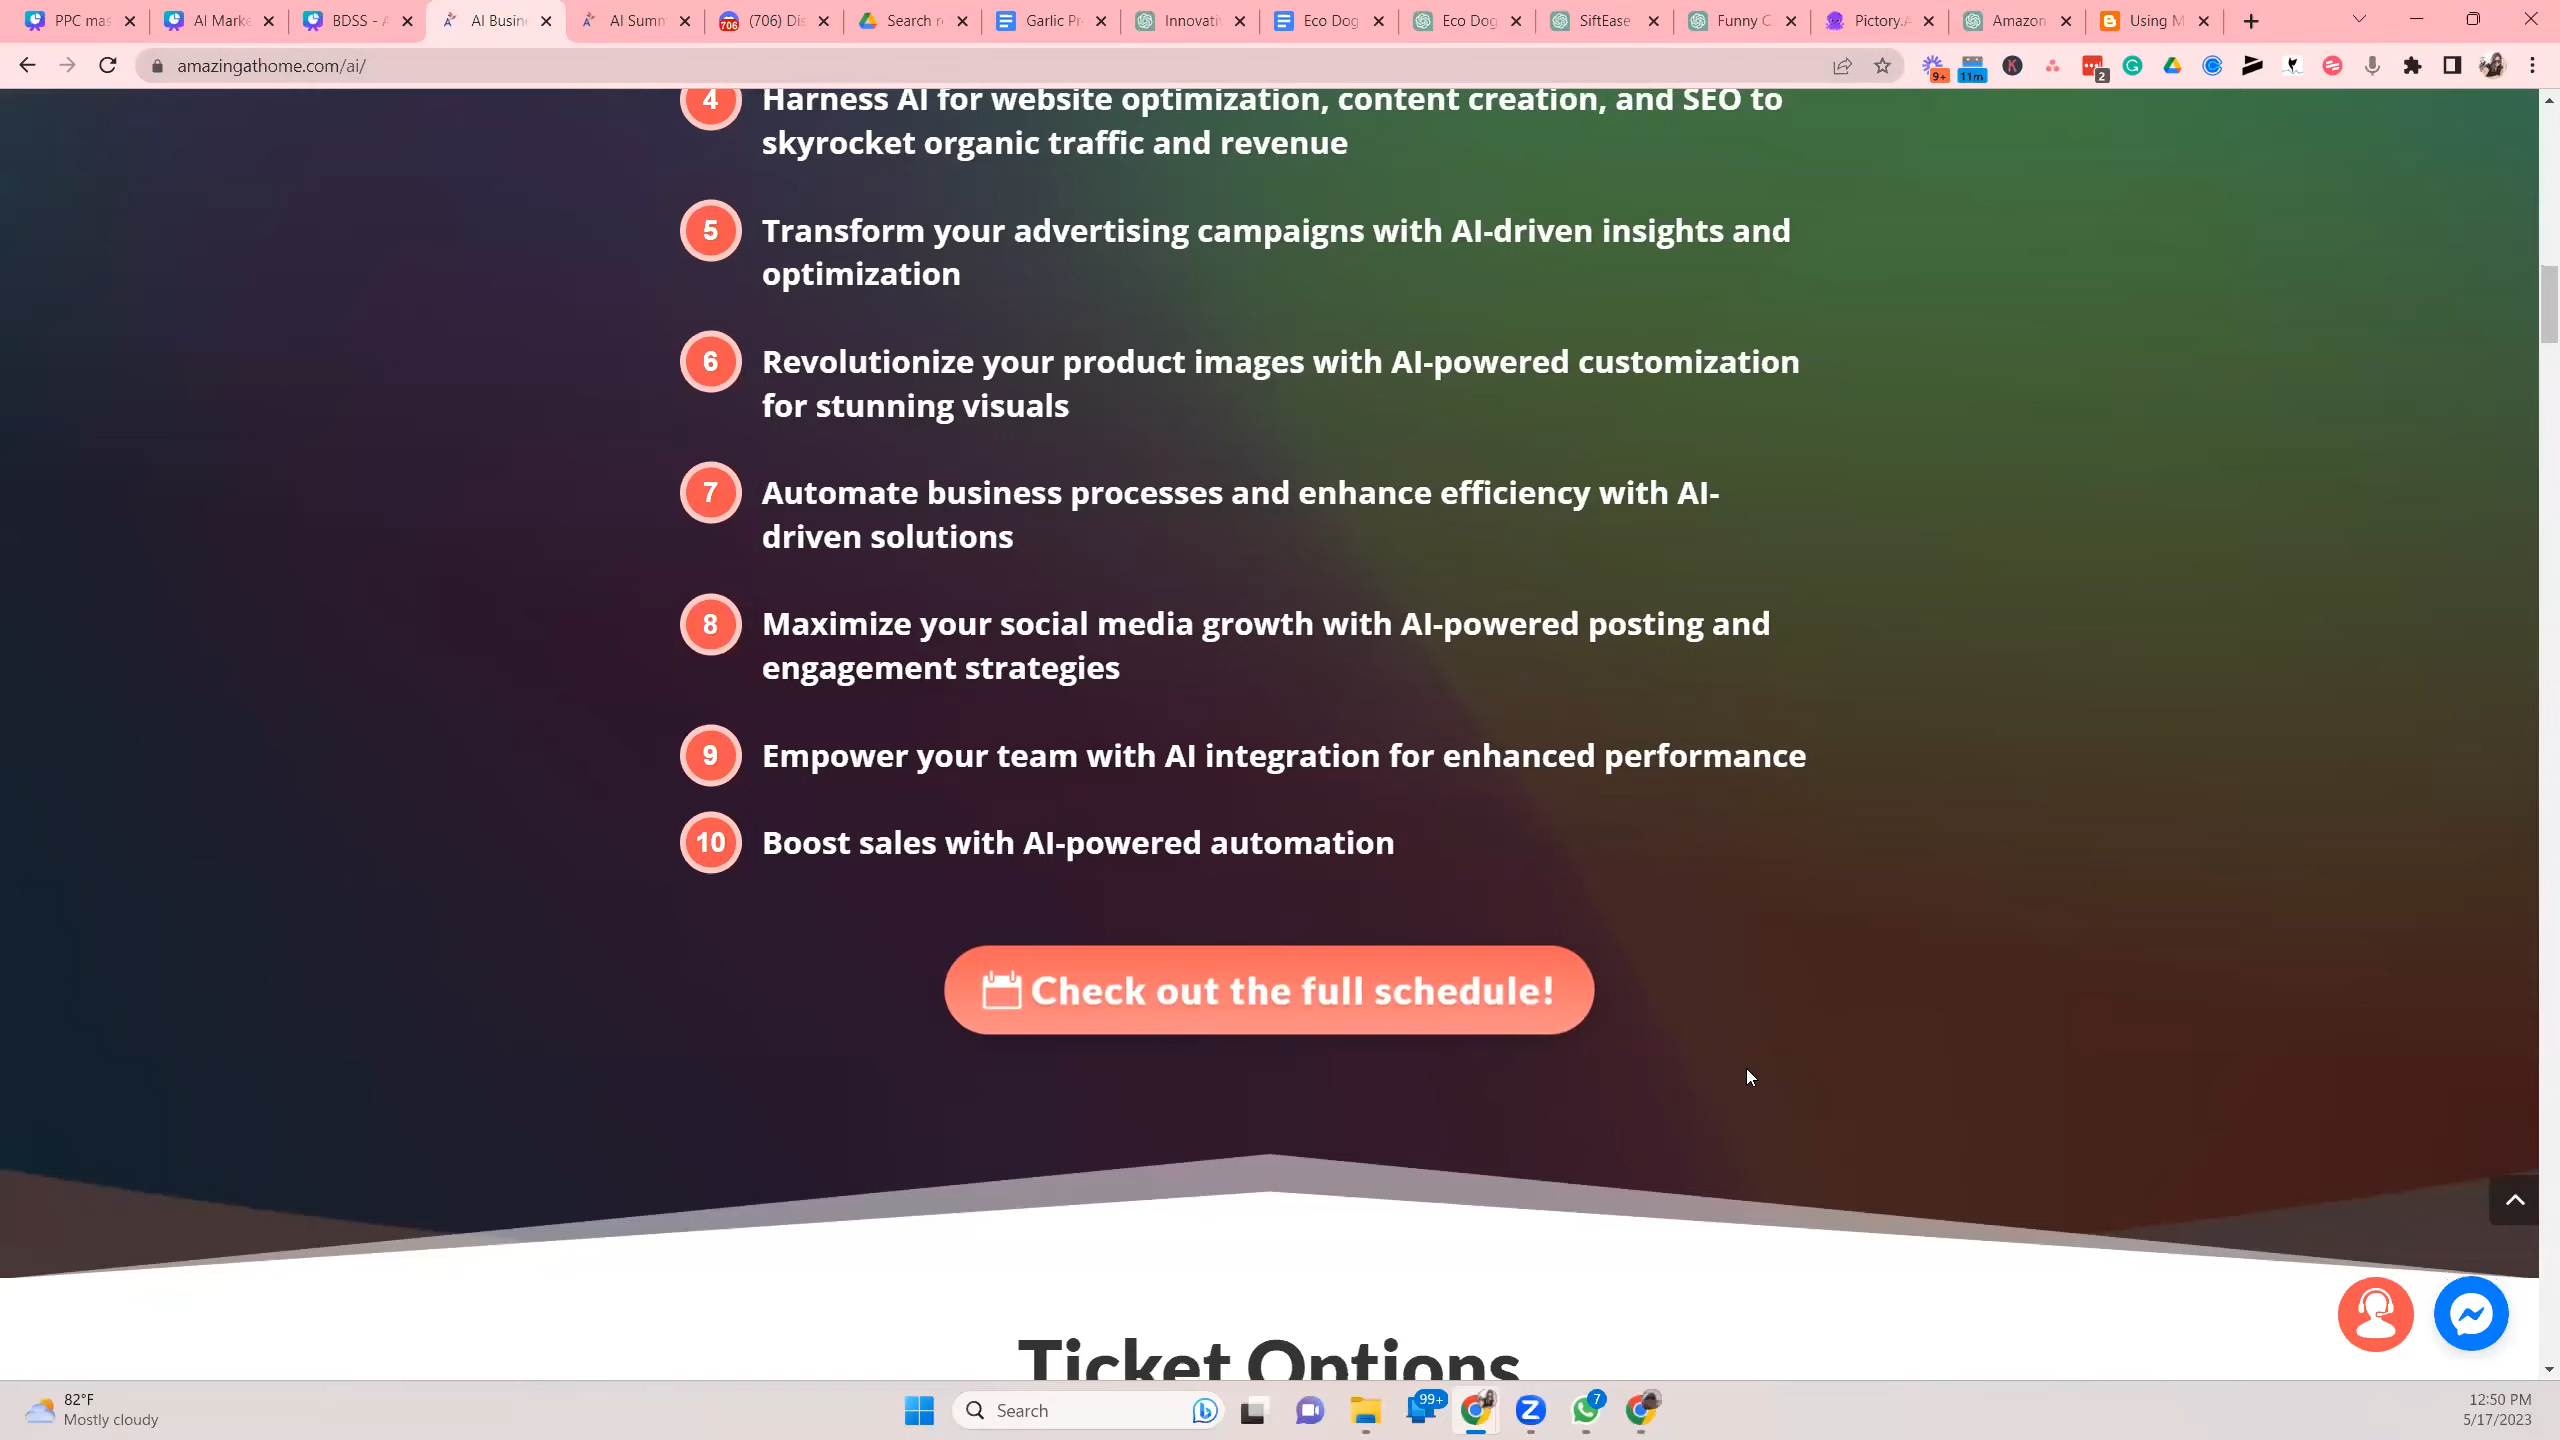 PPC mas
AI Marke
BDSS - A
AI Busin
AI Summ
(706) Dis
Search re
Garlic Pr
Innovati
Eco Dog
Eco Dog
SiftEase
Funny C
Pictory.A
Amazon
Using M
amazingathome.com/ai/
9+
11m
2
4 Harness AI for website optimization, content creation, and SEO to
skyrocket organic traffic and revenue
5 Transform your advertising campaigns with AI-driven insights and
optimization
6 Revolutionize your product images with AI-powered customization
for stunning visuals
7 Automate business processes and enhance efficiency with AI-
driven solutions
8 Maximize your social media growth with AI-powered posting and
engagement strategies
9 Empower your team with AI integration for enhanced performance
10 Boost sales with AI-powered automation
Check out the full schedule!
Ticket Options
82°F
Mostly cloudy
Search
99+
7
12:50 PM
5/17/2023